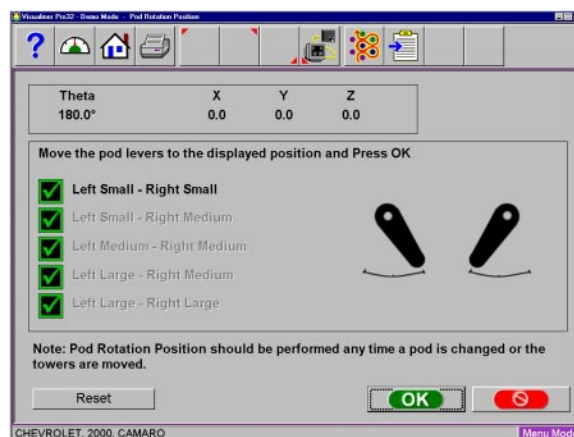 Visualiner Pro32 - Demo Mode - Pod Rotation Position
Theta X Y Z
180.0° 0.0 0.0 0.0
Move the pod levers to the displayed position and Press OK
Left Small - Right Small
Left Small - Right Medium
Left Medium - Right Medium
Left Large - Right Medium
Left Large - Right Large
Note: Pod Rotation Position should be performed any time a pod is changed or the
towers are moved.
Reset OK
CHEVROLET, 2000, CAMARO Menu Mode